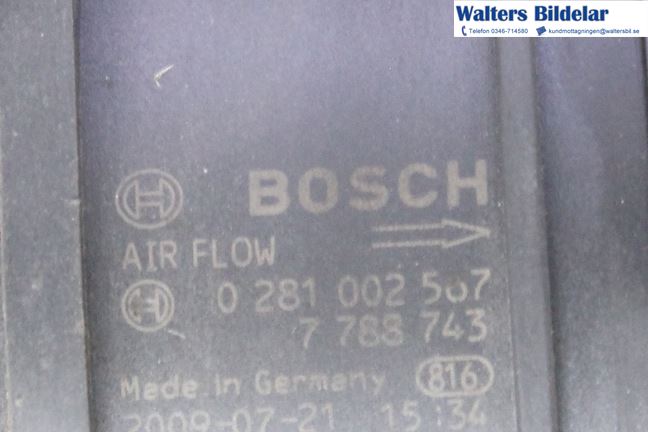 Walters Bildelar
Telefon 0346-714580 kundmottagningen@waltersbil.se
BOSCH
AIR FLOW
0 281 002 567
7 788 743
Made in Germany 816
2009-07-21 15:34